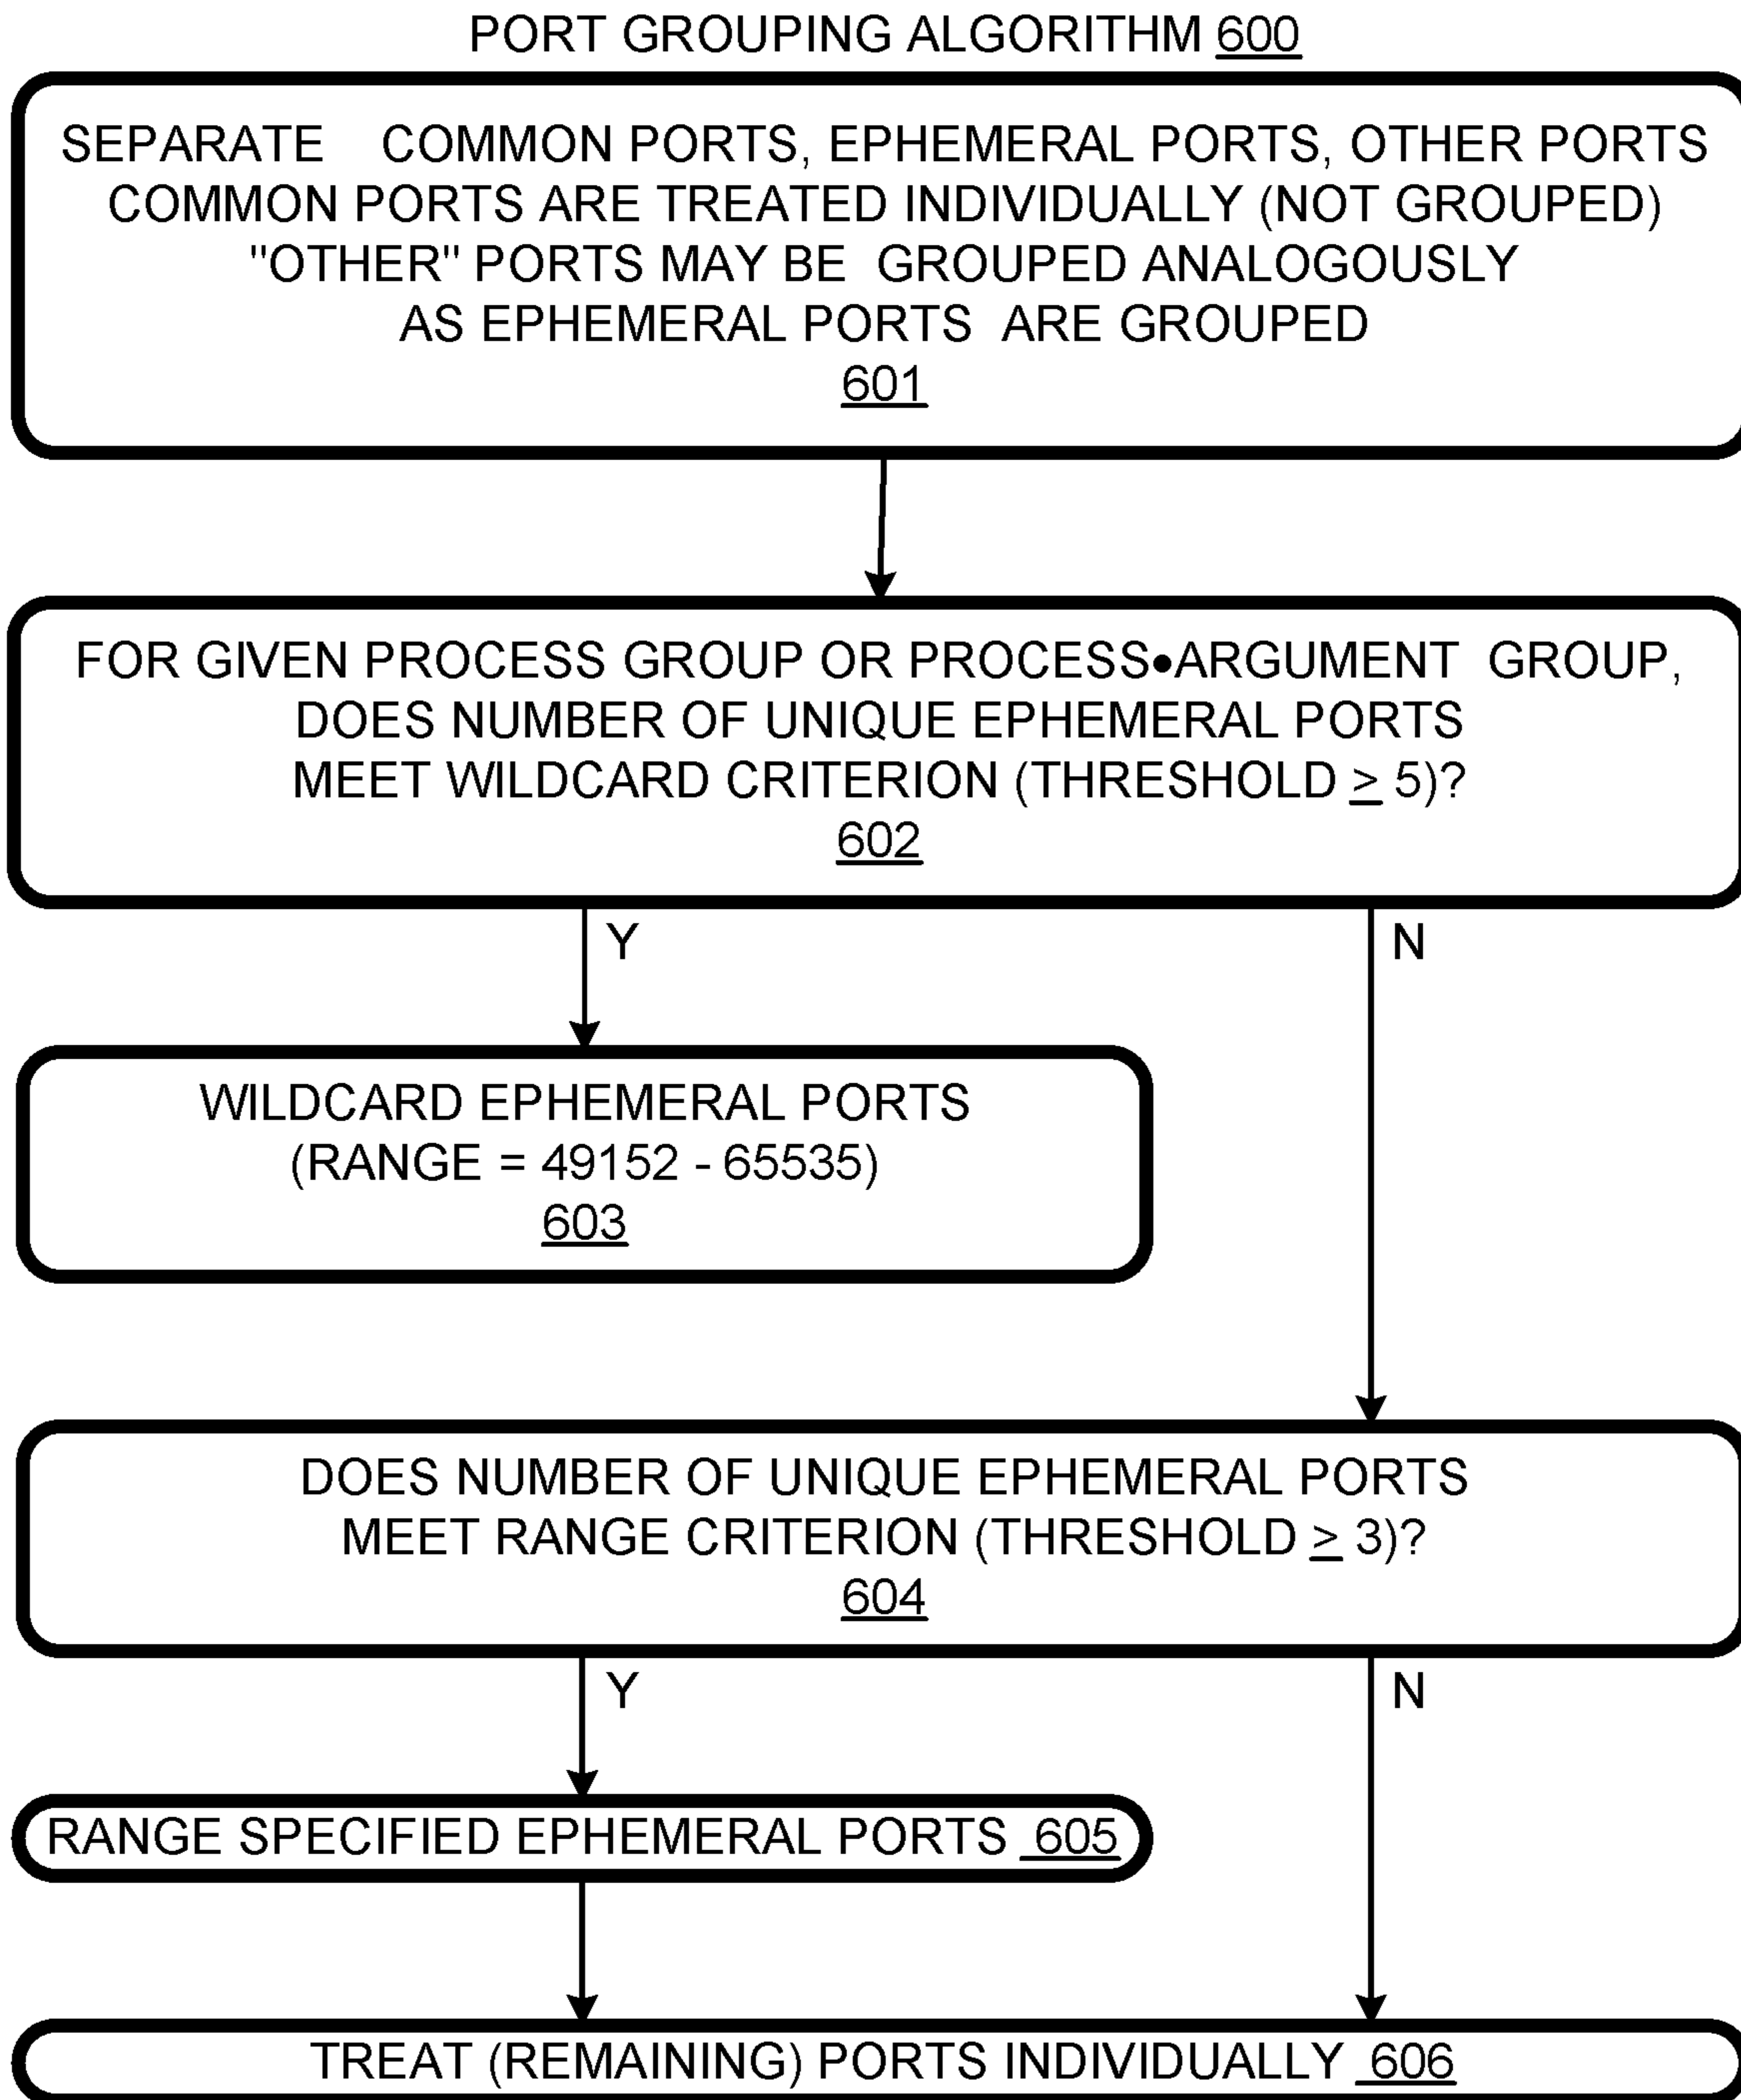 PORT GROUPING ALGORITHM 600
SEPARATE COMMON PORTS, EPHEMERAL PORTS, OTHER PORTS
COMMON PORTS ARE TREATED INDIVIDUALLY (NOT GROUPED)
"OTHER" PORTS MAY BE GROUPED ANALOGOUSLY
AS EPHEMERAL PORTS ARE GROUPED
601
FOR GIVEN PROCESS GROUP OR PROCESS•ARGUMENT GROUP,
DOES NUMBER OF UNIQUE EPHEMERAL PORTS
MEET WILDCARD CRITERION (THRESHOLD ≥ 5)?
602
Y
N
WILDCARD EPHEMERAL PORTS
(RANGE = 49152 - 65535)
603
DOES NUMBER OF UNIQUE EPHEMERAL PORTS
MEET RANGE CRITERION (THRESHOLD ≥ 3)?
604
Y
N
RANGE SPECIFIED EPHEMERAL PORTS 605
TREAT (REMAINING) PORTS INDIVIDUALLY 606